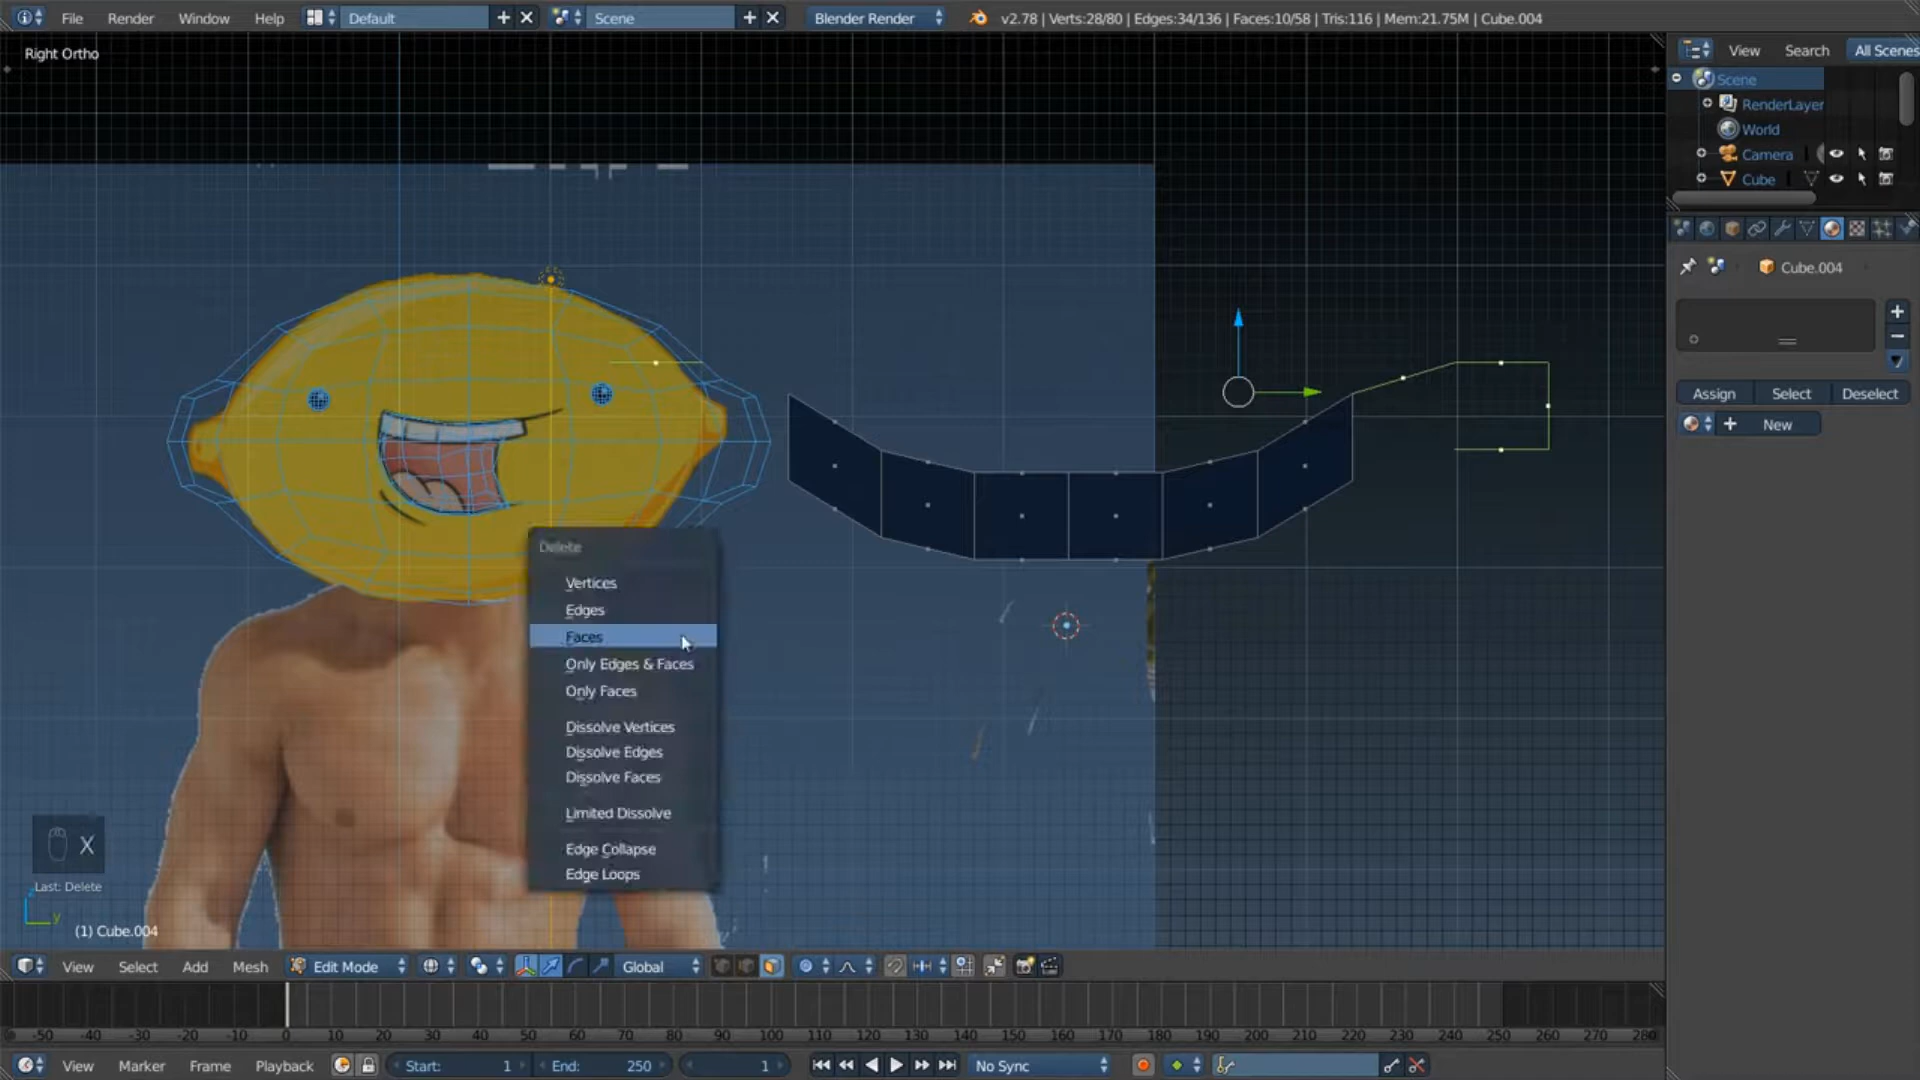 File Render Window Help Default Scene Blender Render v2.78 | Verts:28/80 | Edges:34/136 | Faces:10/58 | Tris:116 | Mem:21.75M | Cube.004
Right Ortho
View Search All Scenes
Scene
RenderLayer
World
Camera
Cube
Cube.004
Assign Select Deselect
New
Delete
Vertices
Edges
Faces
Only Edges & Faces
Only Faces
Dissolve Vertices
Dissolve Edges
Dissolve Faces
Limited Dissolve
Edge Collapse
Edge Loops
X
Last: Delete
y
(1) Cube.004
View Select Add Mesh Edit Mode Global
-50 -40 -30 -20 -10 0 10 20 30 40 50 60 70 80 90 100 110 120 130 140 150 160 170 180 190 200 210 220 230 240 250 260 270 280
View Marker Frame Playback Start: 1 End: 250 1 No Sync